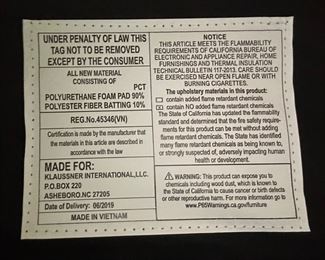 UNDER PENALTY OF LAW THIS
TAG NOT TO BE REMOVED
EXCEPT BY THE CONSUMER
ALL NEW MATERIAL
CONSISTING OF
PCT
POLYURETHANE FOAM PAD 90%
POLYESTER FIBER BATTING 10%
REG.No.45346(VN)
Certification is made by the manufacturer that
the materials in this article are described in
accordance with law
MADE FOR:
KLAUSSNER INTERNATIONAL,LLC.
P.O.BOX 220
ASHEBORO.NC 27205
Date of Delivery: 06/2019
MADE IN VIETNAM
NOTICE
THIS ARTICLE MEETS THE FLAMMABILITY
REQUIREMENTS OF CALIFORNIA BUREAU OF
ELECTRONIC AND APPLIANCE REPAIR, HOME
FURNISHINGS AND THERMAL INSULATION
TECHNICAL BULLETIN 117-2013. CARE SHOULD
BE EXERCISED NEAR OPEN FLAME OR WITH
BURNING CIGARETTES.
The upholstery materials in this product:
contain added flame retardant chemicals
contain NO added flame retardant chemicals
The State of California has updated the flammability
standard and determined that the fire safety require-
ments for this product can be met without adding
flame retardant chemicals. The State has identified
many flame retardant chemicals as being known to,
or strongly suspected of, adversely impacting human
health or development.
WARNING: This product can expose you to
chemicals including wood dust, which is known to
the State of California to cause cancer or birth defects
or other reproductive harm. For more information go to
www.P65Warnings.ca.gov/furniture